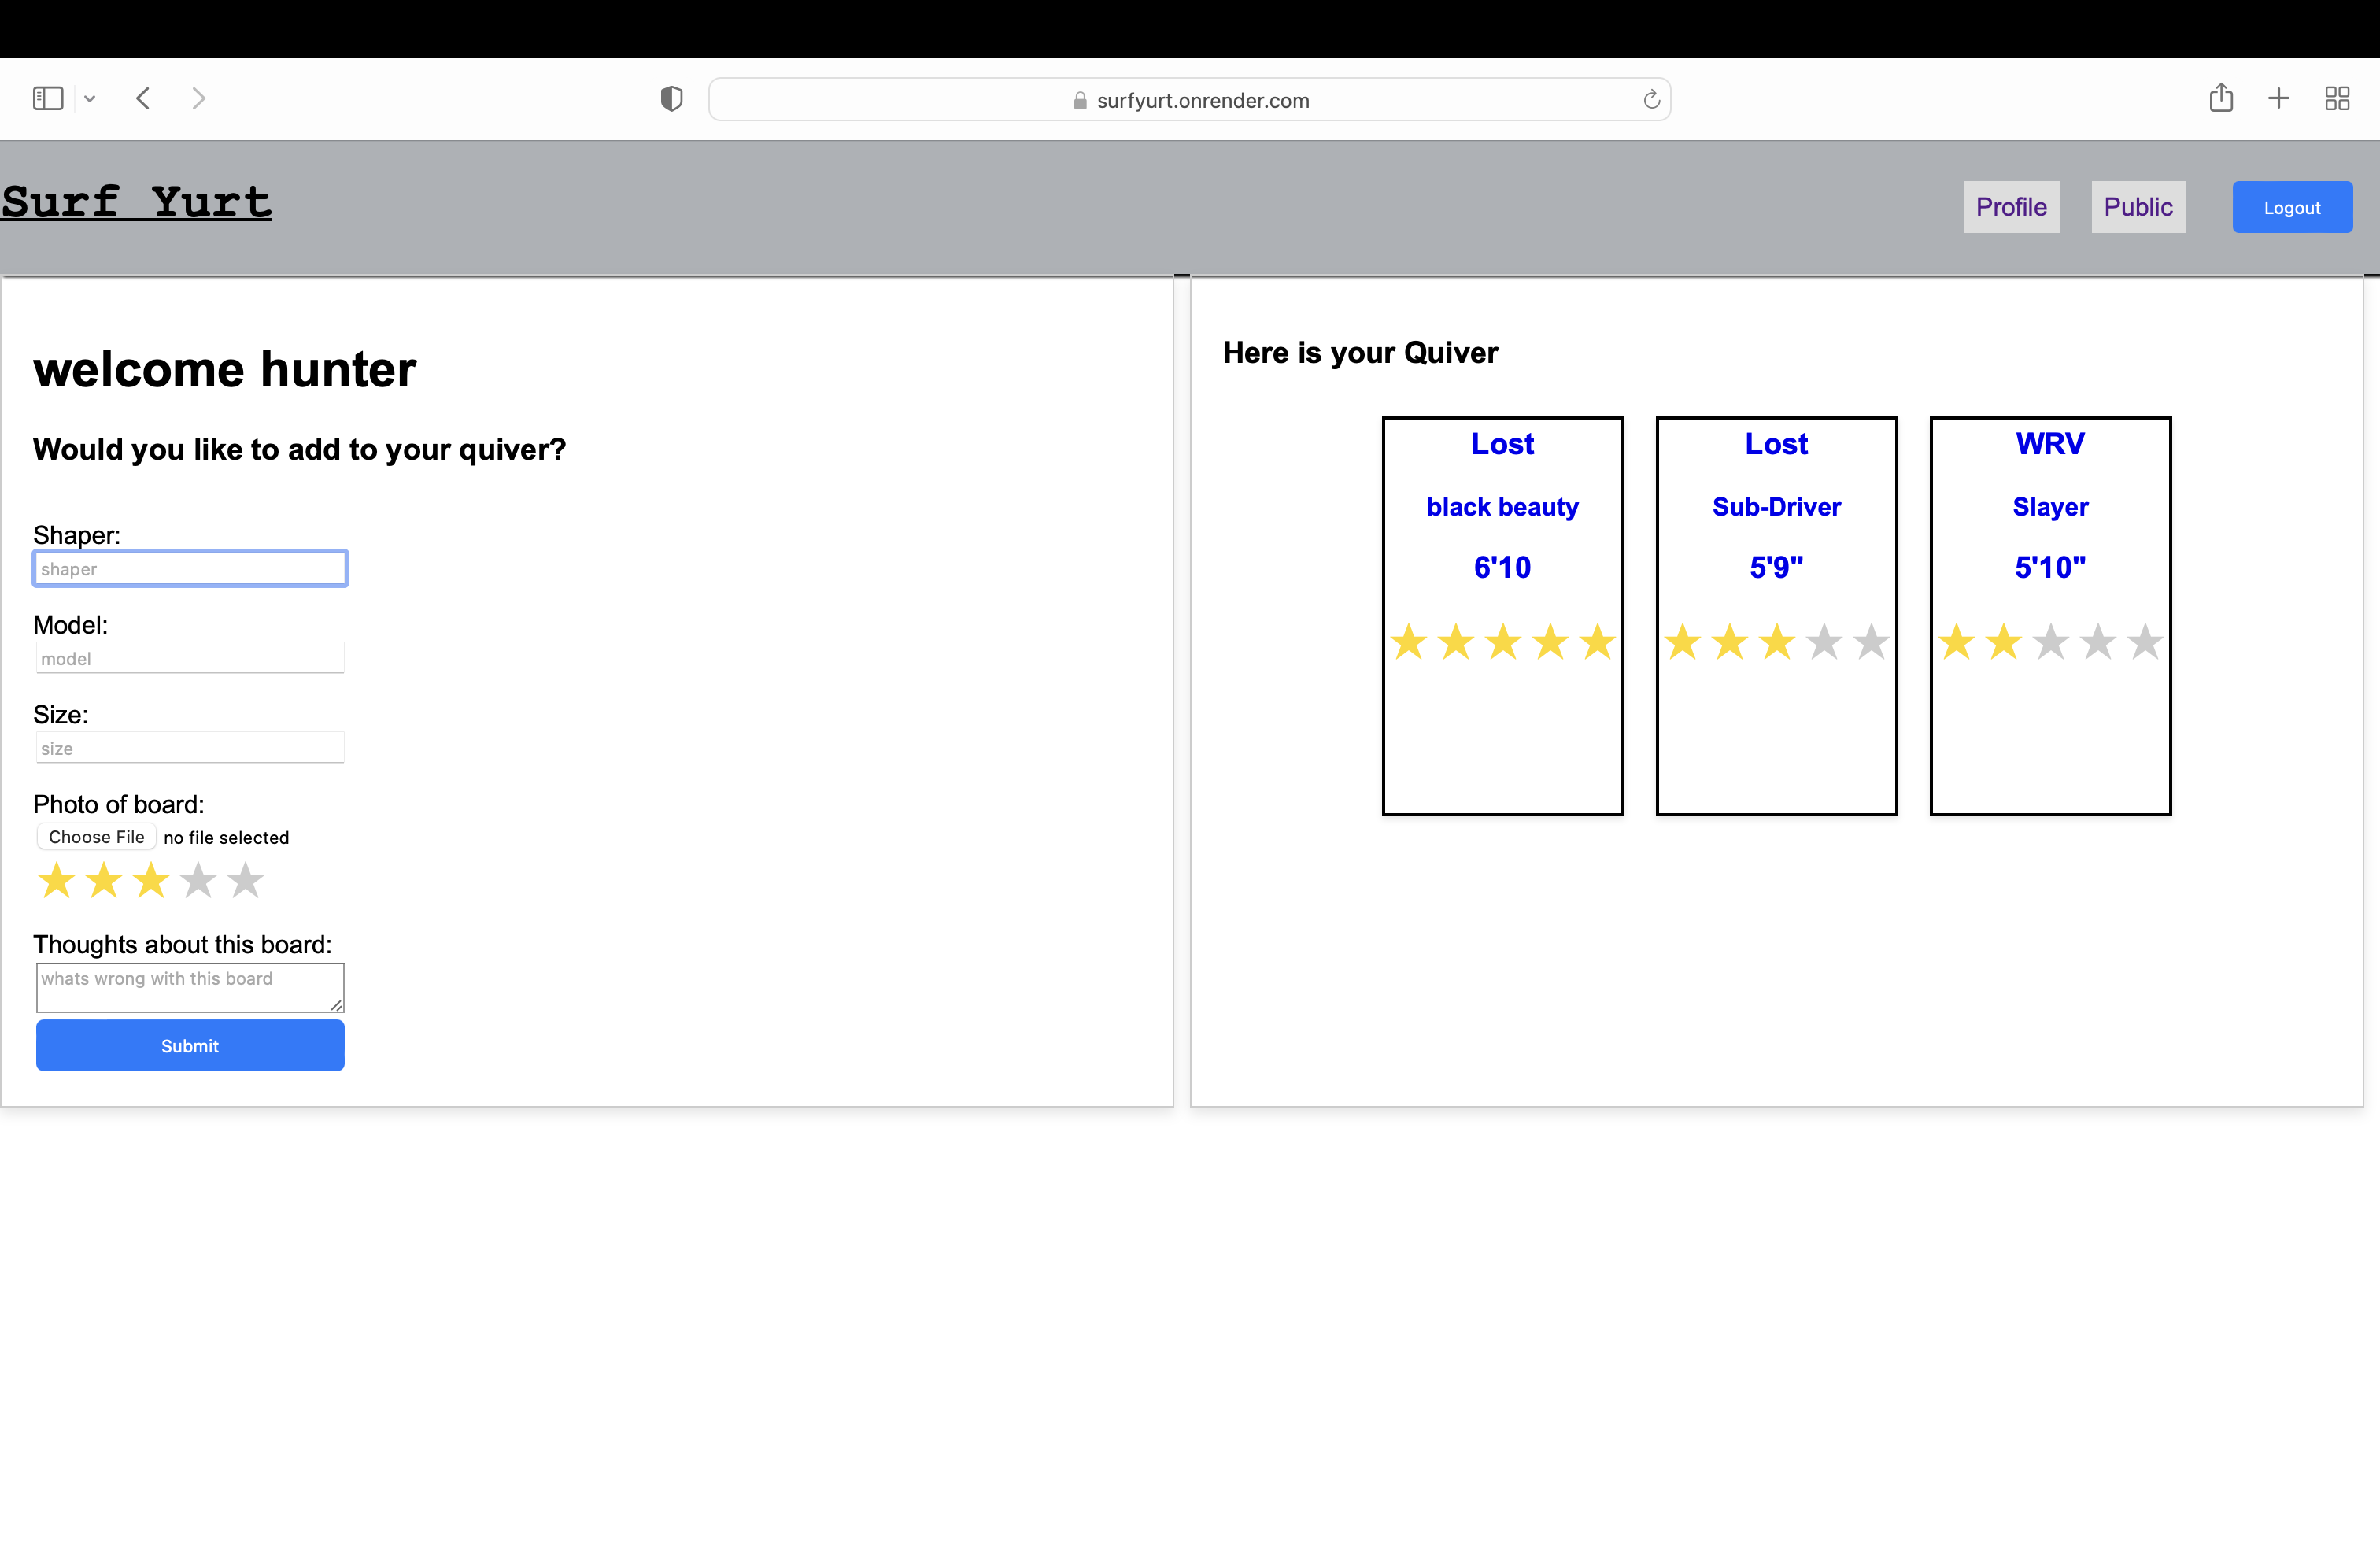 surfyurt.onrender.com
Surf Yurt
Profile
Public
Logout
welcome hunter
Would you like to add to your quiver?
Shaper:
shaper
Model:
model
Size:
size
Photo of board:
Choose File no file selected
Thoughts about this board:
whats wrong with this board
Submit
Here is your Quiver
Lost
black beauty
6'10
Lost
Sub-Driver
5'9"
WRV
Slayer
5'10"